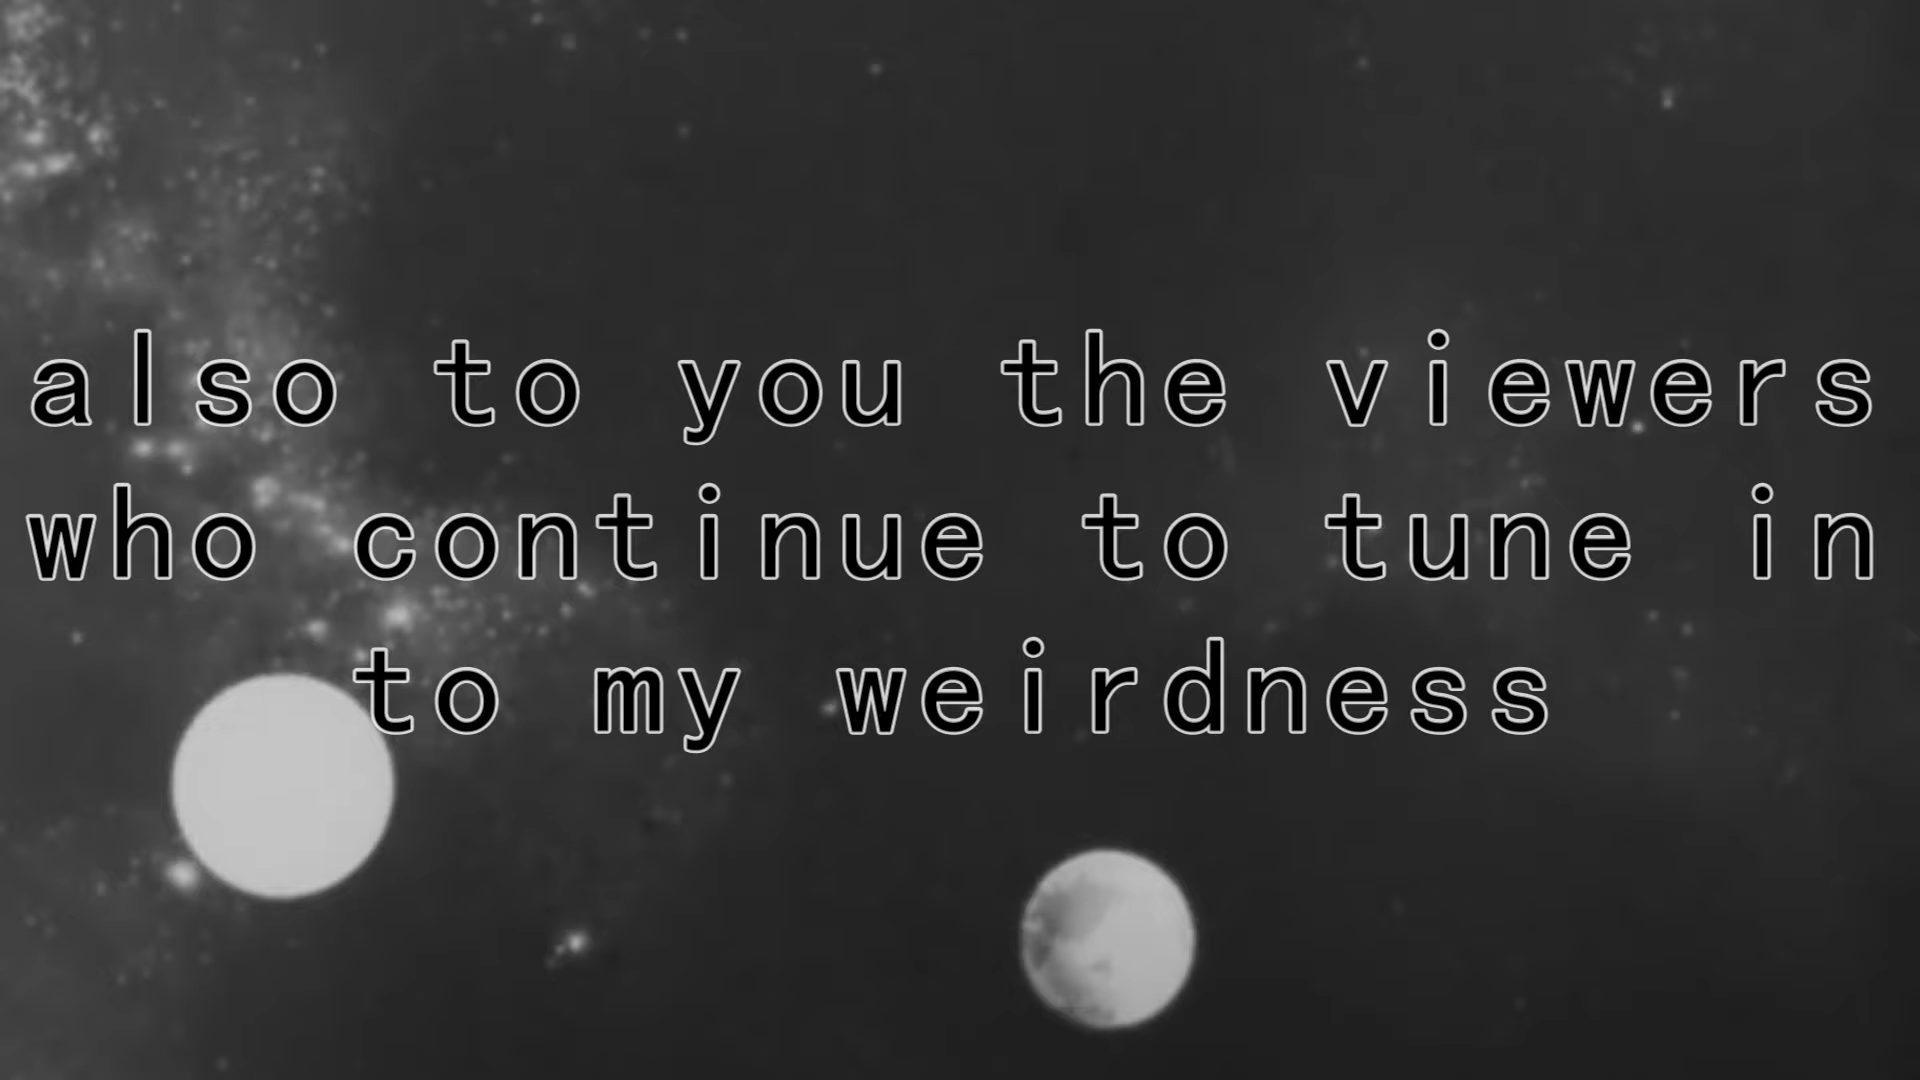 also to you the viewers
who continue to tune in
to my weirdness